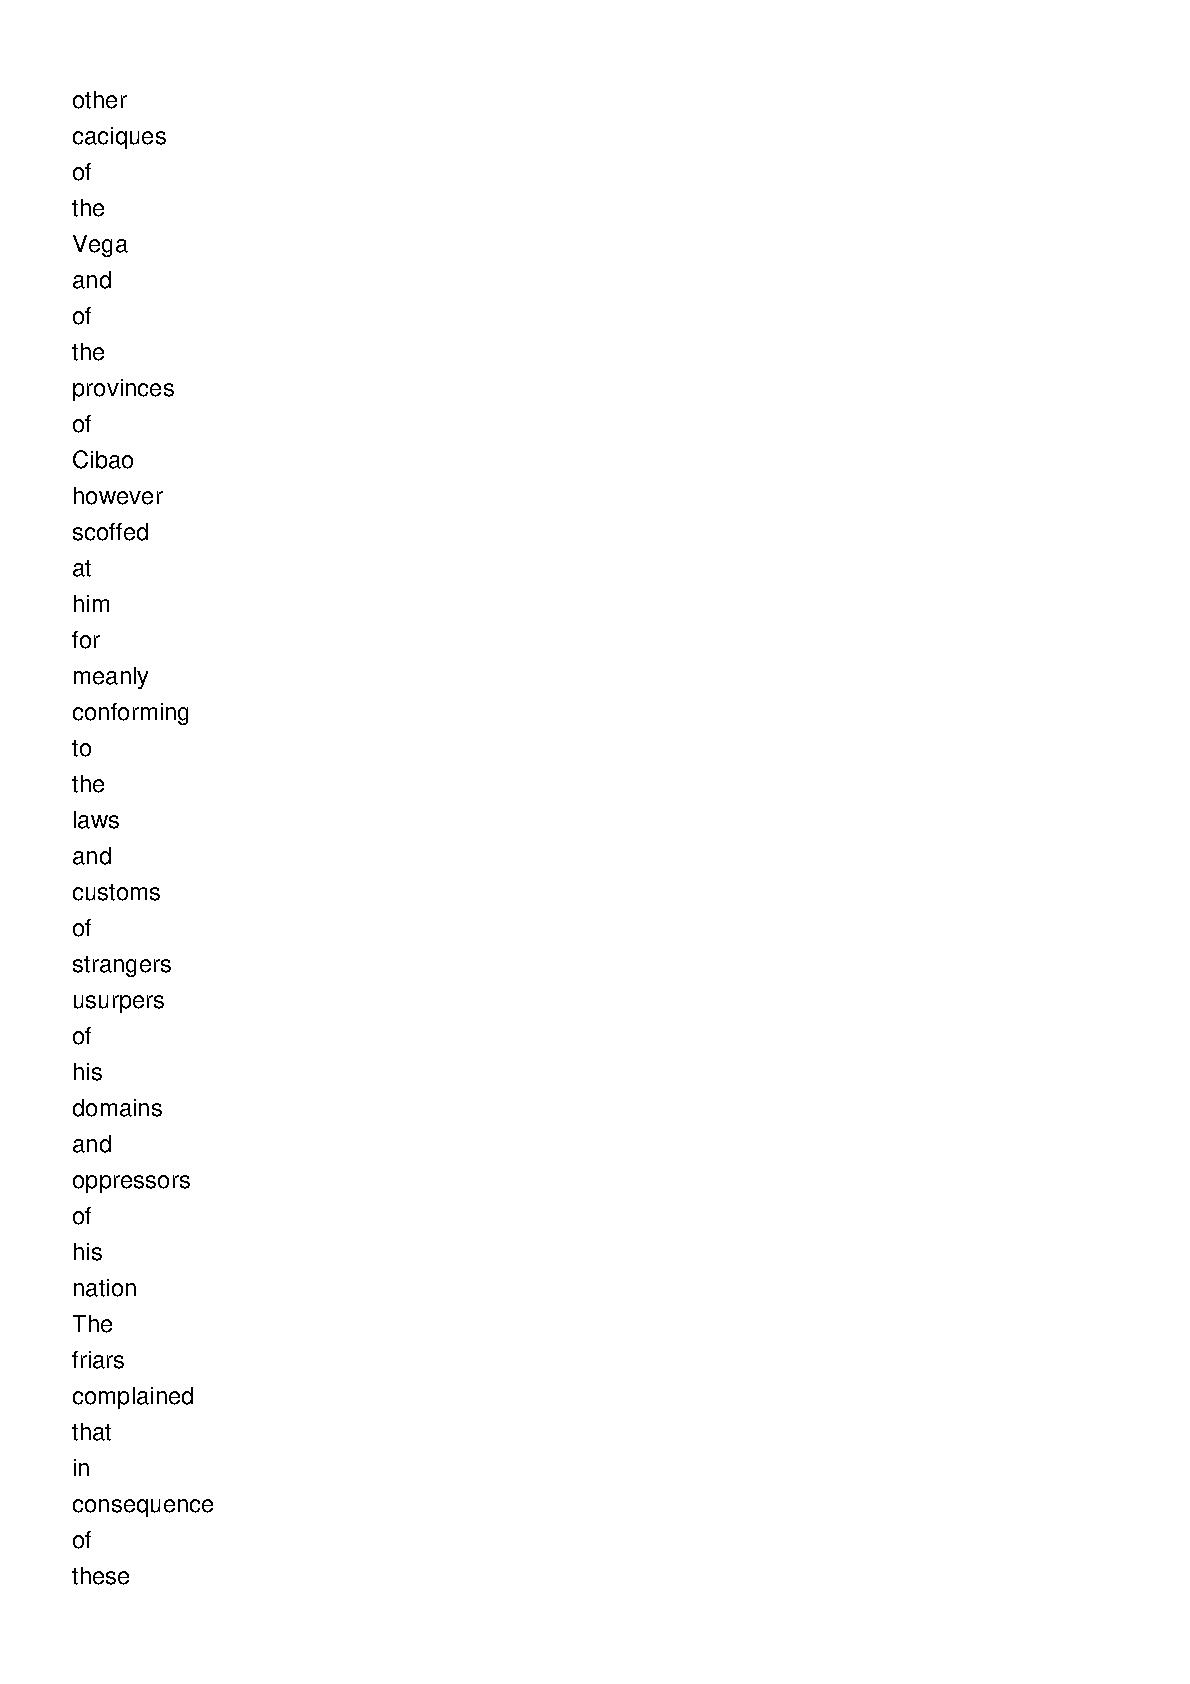 other
caciques
of
the
Vega
and
of
the
provinces
of
Cibao
however
scoffed
at
him
for
meanly
conforming
to
the
laws
and
customs
of
strangers
usurpers
of
his
domains
and
oppressors
of
his
nation
The
friars
complained
that
in
consequence
of
these